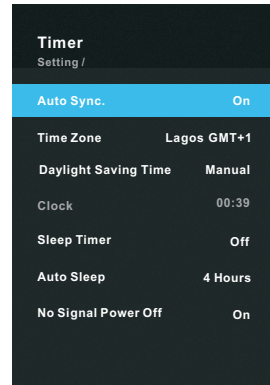 Timer
Setting /
Auto Sync. On
Time Zone Lagos GMT+1
Daylight Saving Time Manual
Clock 00:39
Sleep Timer Off
Auto Sleep 4 Hours
No Signal Power Off On